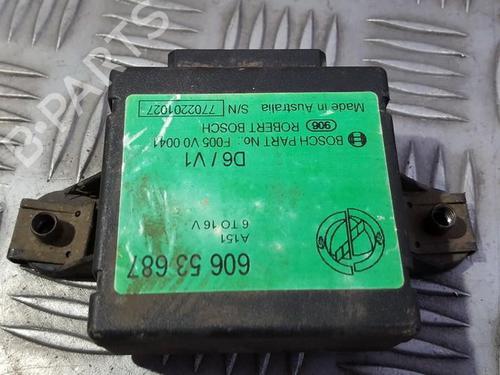 606 53 687
A151
6 TO 16 V
D6 / V1
BOSCH PART No.: F005 V0 0041
906 ROBERT BOSCH
Made in Australia S/N 7702201027
B-PARTS